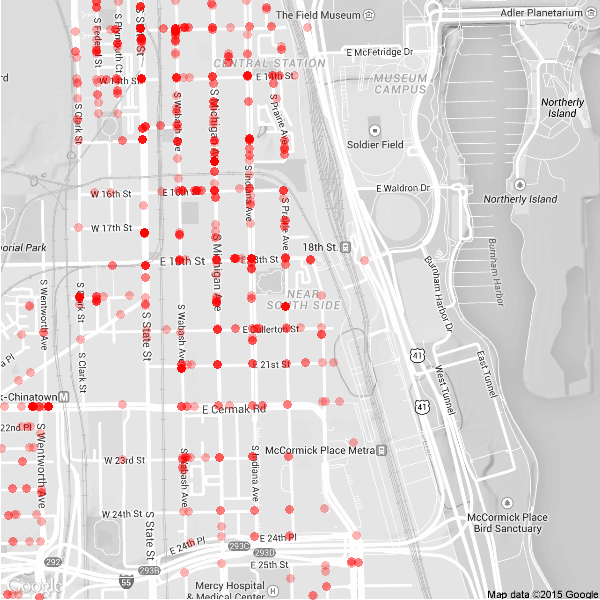 The Field Museum
Adler Planetarium
S Federal St
S Plymouth Ct
S State St
E McFetridge Dr
CENTRAL STATION
W 14th St
E 14th St
MUSEUM
CAMPUS
Northerly
Island
S Clark St
S Wabash Ave
S Michigan Ave
S Prairie Ave
Soldier Field
S Indiana Ave
E Waldron Dr
W 16th St
E 16th St
Northerly Island
S Prairie Ave
W 17th St
18th St
S Michigan Ave
E 18th St
E 18th St
Burnham Harbor
Burnham Harbor Dr
S Wentworth Ave
S Clark St
NEAR
SOUTH SIDE
S State St
S Wabash Ave
E Cullerton St
41
East Tunnel
S Clark St
E 21st St
West Tunnel
-Chinatown
41
E Cermak Rd
22nd Pl
S Wentworth Ave
McCormick Place Metra
W 23rd St
S Wabash Ave
S Indiana Ave
McCormick Place
Bird Sanctuary
W 24th St
S State St
E 24th Pl
E 24th Pl
293C
293D
292
293B
55
E 25th St
Google
Mercy Hospital
& Medical Center
Map data ©2015 Google